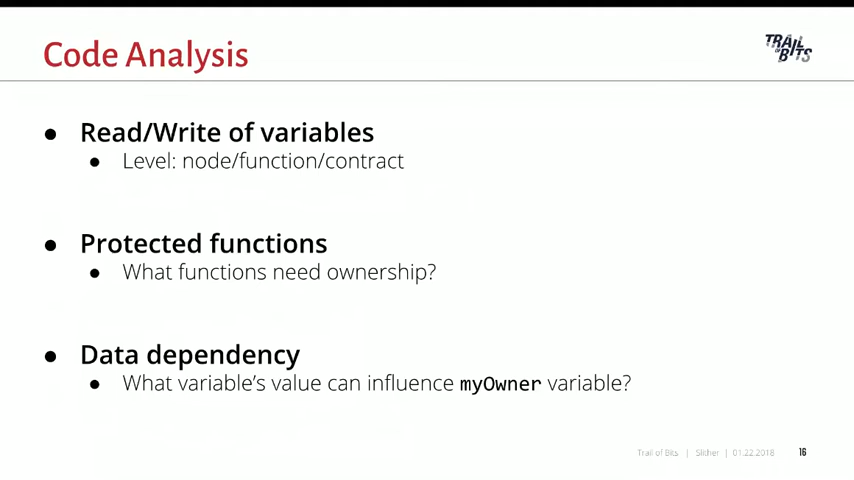 Code Analysis
TRAIL
OF
BITS
● Read/Write of variables
● Level: node/function/contract
● Protected functions
● What functions need ownership?
● Data dependency
● What variable's value can influence myOwner variable?
Trail of Bits | Slither | 01.22.2018 16